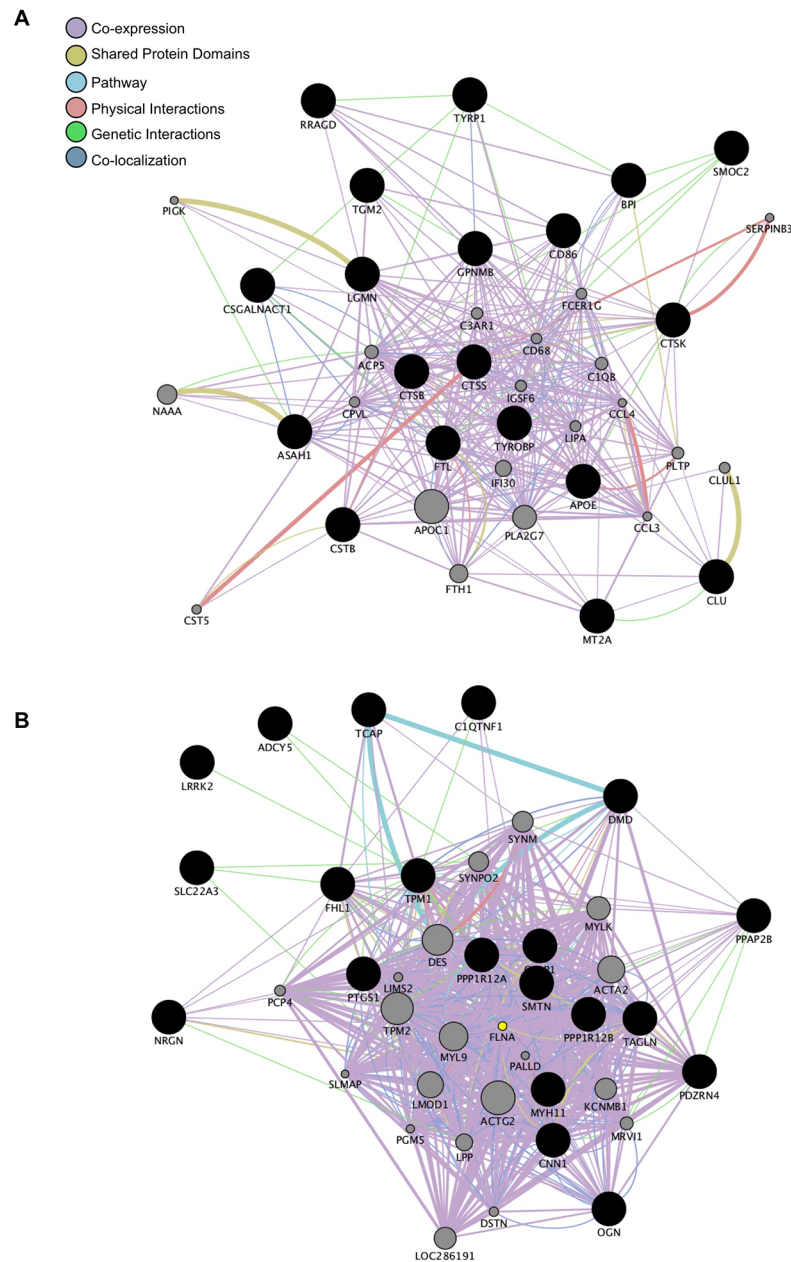 A
Co-expression
Shared Protein Domains
Pathway
Physical Interactions
Genetic Interactions
Co-localization
RRAGD
TYRP1
SMOC2
BPI
PIGK
TGM2
SERPINB3
CD86
GPNMB
LGMN
CSGALNACT1
FCER1G
C3AR1
CTSK
CD68
ACP5
CTSS
C1QB
CTSB
IGSF6
NAAA
CPVL
CCL4
TYROBP
LIPA
ASAH1
FTL
PLTP
IFI30
CLUL1
APOE
APOC1
PLA2G7
CCL3
CSTB
FTH1
CLU
CST5
MT2A
B
TCAP
C1QTNF1
ADCY5
LRRK2
DMD
SYNM
SYNPO2
SLC22A3
TPM1
FHL1
MYLK
PPAP2B
DES
PPP1R12A
ACTA2
PTGS1
LIMS2
SMTN
PCP4
TPM2
PPP1R12B
TAGLN
NRGN
FLNA
MYL9
PALLD
SLMAP
PDZRN4
LMOD1
KCNMB1
MYH11
ACTG2
MRVI1
PGM5
LPP
CNN1
DSTN
OGN
LOC286191